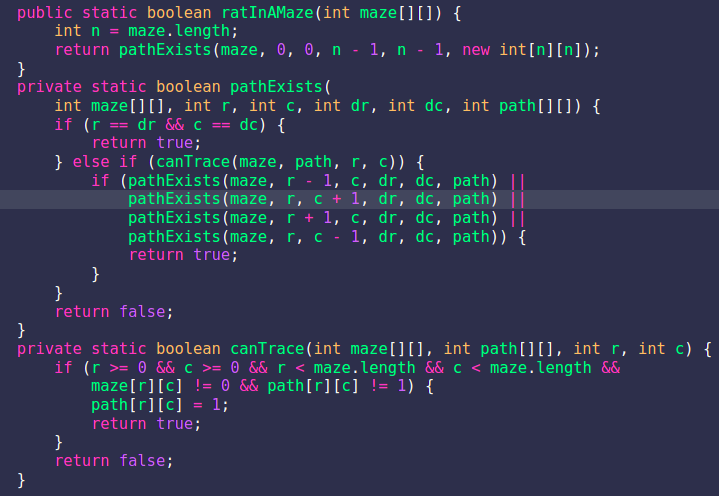 public static boolean ratInAMaze(int maze[][]) {
    int n = maze.length;
    return pathExists(maze, 0, 0, n - 1, n - 1, new int[n][n]);
}
private static boolean pathExists(
    int maze[][], int r, int c, int dr, int dc, int path[][]) {
    if (r == dr && c == dc) {
        return true;
    } else if (canTrace(maze, path, r, c)) {
        if (pathExists(maze, r - 1, c, dr, dc, path) ||
            pathExists(maze, r, c + 1, dr, dc, path) ||
            pathExists(maze, r + 1, c, dr, dc, path) ||
            pathExists(maze, r, c - 1, dr, dc, path)) {
            return true;
        }
    }
    return false;
}
private static boolean canTrace(int maze[][], int path[][], int r, int c) {
    if (r >= 0 && c >= 0 && r < maze.length && c < maze.length &&
        maze[r][c] != 0 && path[r][c] != 1) {
        path[r][c] = 1;
        return true;
    }
    return false;
}